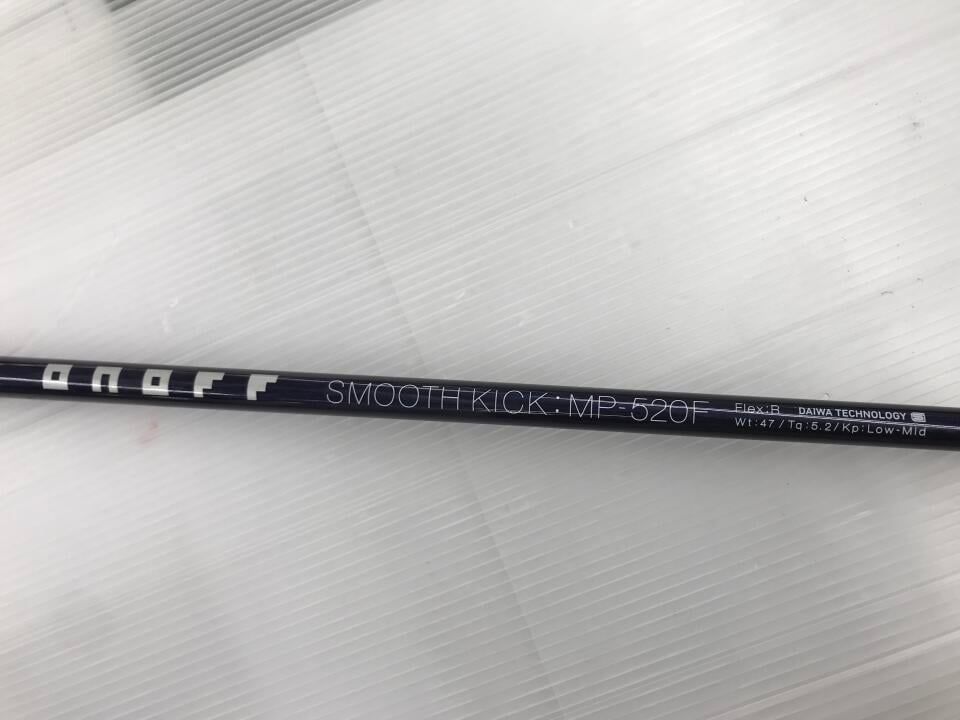 onoff SMOOTH KICK:MP-520F Flex:R DAIWA TECHNOLOGY
Wt:47/Tq:5.2/Kp:Low-Mid